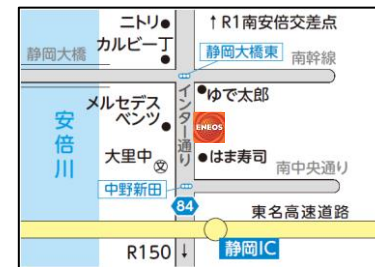 ニトリ
↑R1南安倍交差点
カルビー丁
静岡大橋
静岡大橋東
南幹線
メルセデス
ベンツ
インター通り
ゆで太郎
ENEOS
安倍川
大里中
文
はま寿司
南中央通り
中野新田
84
東名高速道路
R150↓
静岡IC